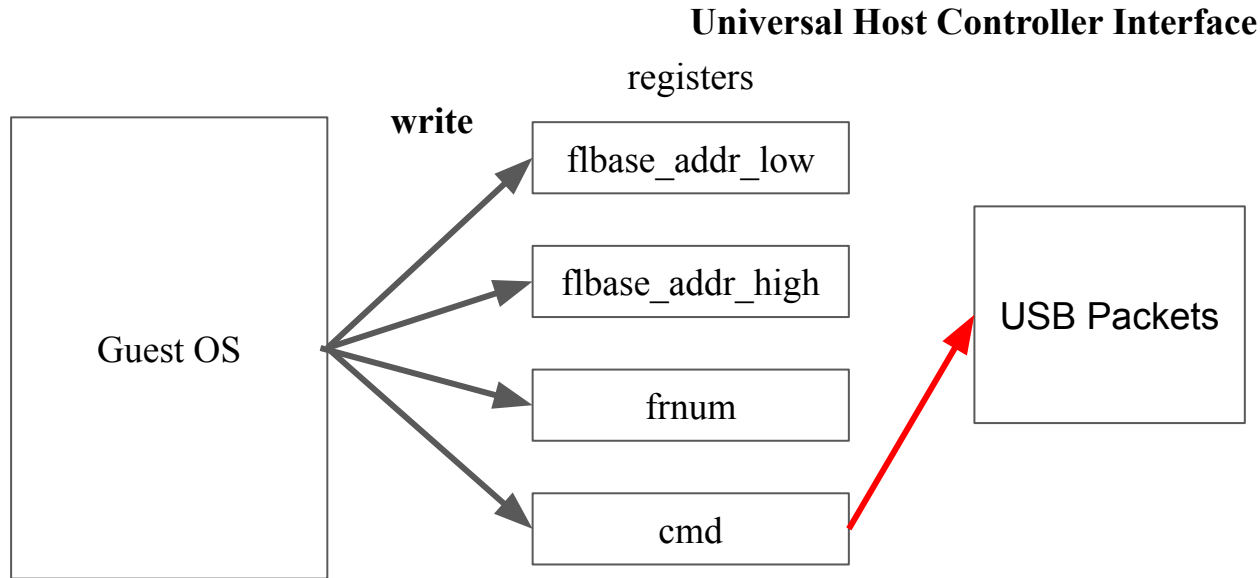 Universal Host Controller Interface
registers
write
flbase_addr_low
flbase_addr_high
USB Packets
Guest OS
frnum
cmd